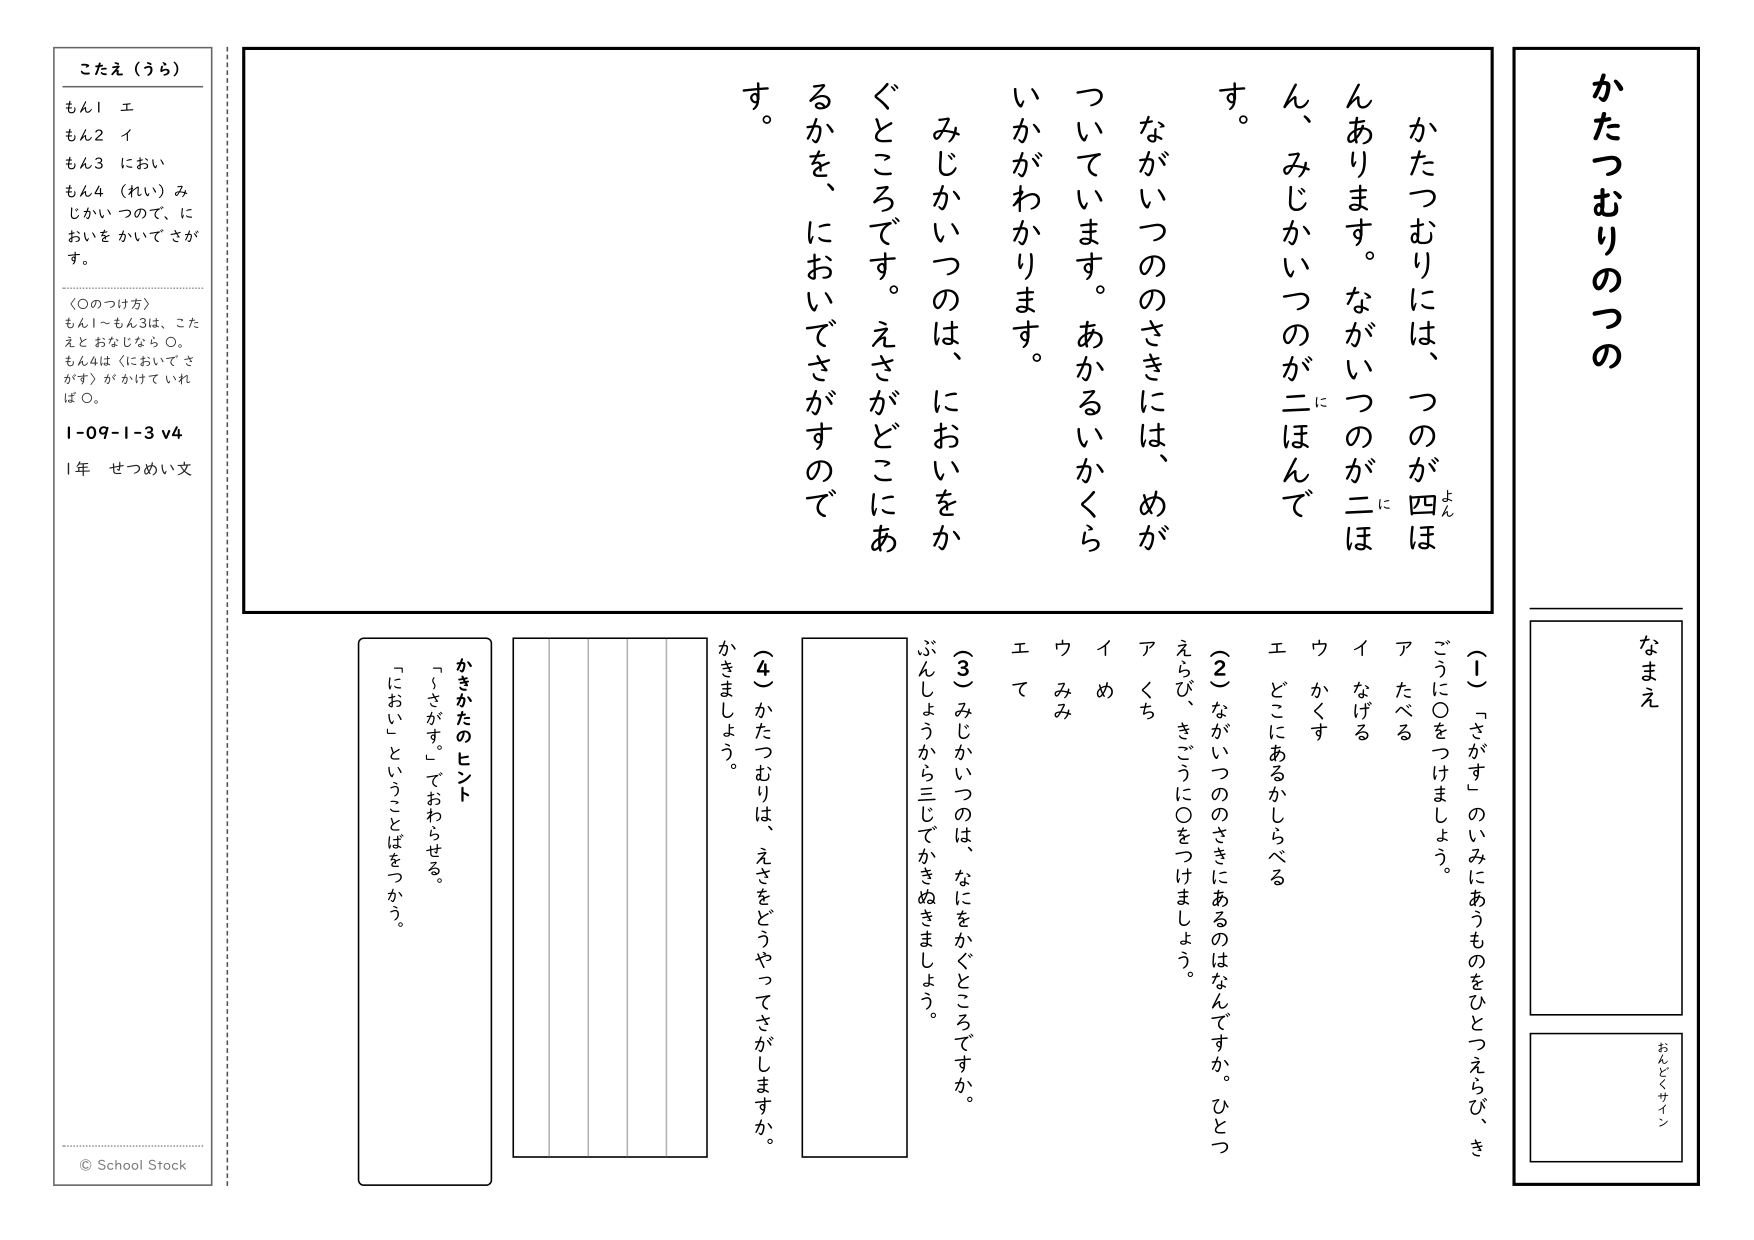 かたつむりのつの
なまえ
おんどくサイン
かたつむりには、つのが四ほ
よん
んあります。ながいつのが二ほ
に
ん、みじかいつのが二ほんで
に
す。
ながいつののさきには、めが
ついています。あかるいかくら
いかがわかります。
みじかいつのは、においをか
ぐところです。えさがどこにあ
るかを、においでさがすので
す。
(1)「さがす」のいみにあうものをひとつえらび、き
ごうに〇をつけましょう。
ア たべる
イ なげる
ウ かくす
エ どこにあるかしらべる
(2)ながいつののさきにあるのはなんですか。ひとつ
えらび、きごうに〇をつけましょう。
ア くち
イ め
ウ みみ
エ て
(3)みじかいつのは、なにをかぐところですか。
ぶんしょうから三じでかきぬきましょう。
(4)かたつむりは、えさをどうやってさがしますか。
かきましょう。
かきかたの ヒント
「〜さがす。」でおわらせる。
「におい」ということばをつかう。
こたえ（うら）
もん1 エ
もん2 イ
もん3 におい
もん4 （れい）み
じかい つので、に
おいを かいで さが
す。
〈〇のつけ方〉
もん1〜もん3は、こた
えと おなじなら 〇。
もん4は〈においで さ
がす〉が かけて いれ
ば 〇。
1-09-1-3 v4
1年 せつめい文
© School Stock